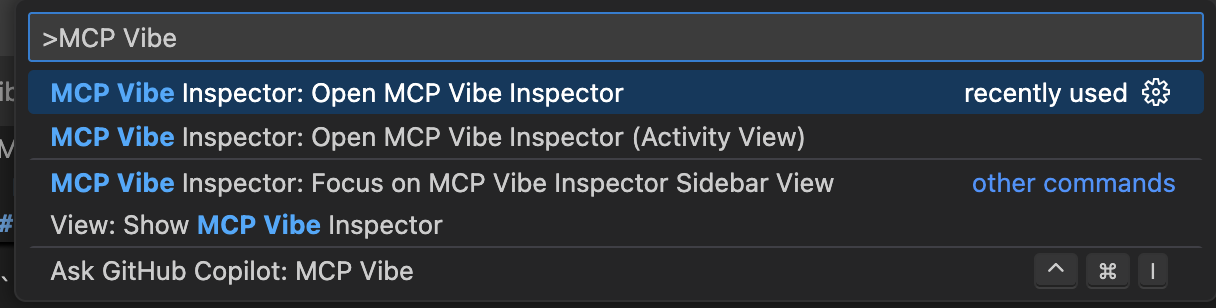 >MCP Vibe
MCP Vibe Inspector: Open MCP Vibe Inspector recently used
MCP Vibe Inspector: Open MCP Vibe Inspector (Activity View)
MCP Vibe Inspector: Focus on MCP Vibe Inspector Sidebar View other commands
View: Show MCP Vibe Inspector
Ask GitHub Copilot: MCP Vibe ⌃ ⌘ I